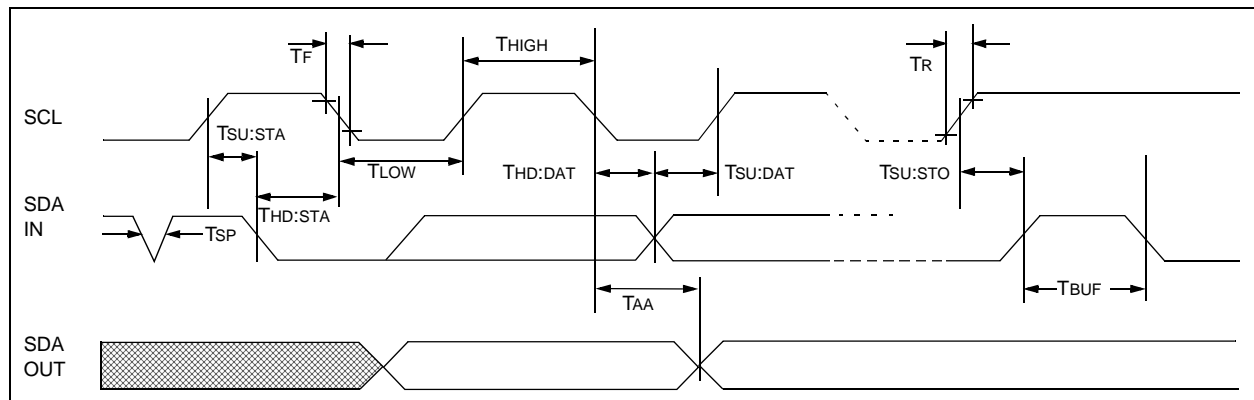 TF
THIGH
TR
SCL
TSU:STA
TLOW
THD:DAT
TSU:DAT
TSU:STO
SDA
IN
THD:STA
TSP
TBUF
TAA
SDA
OUT